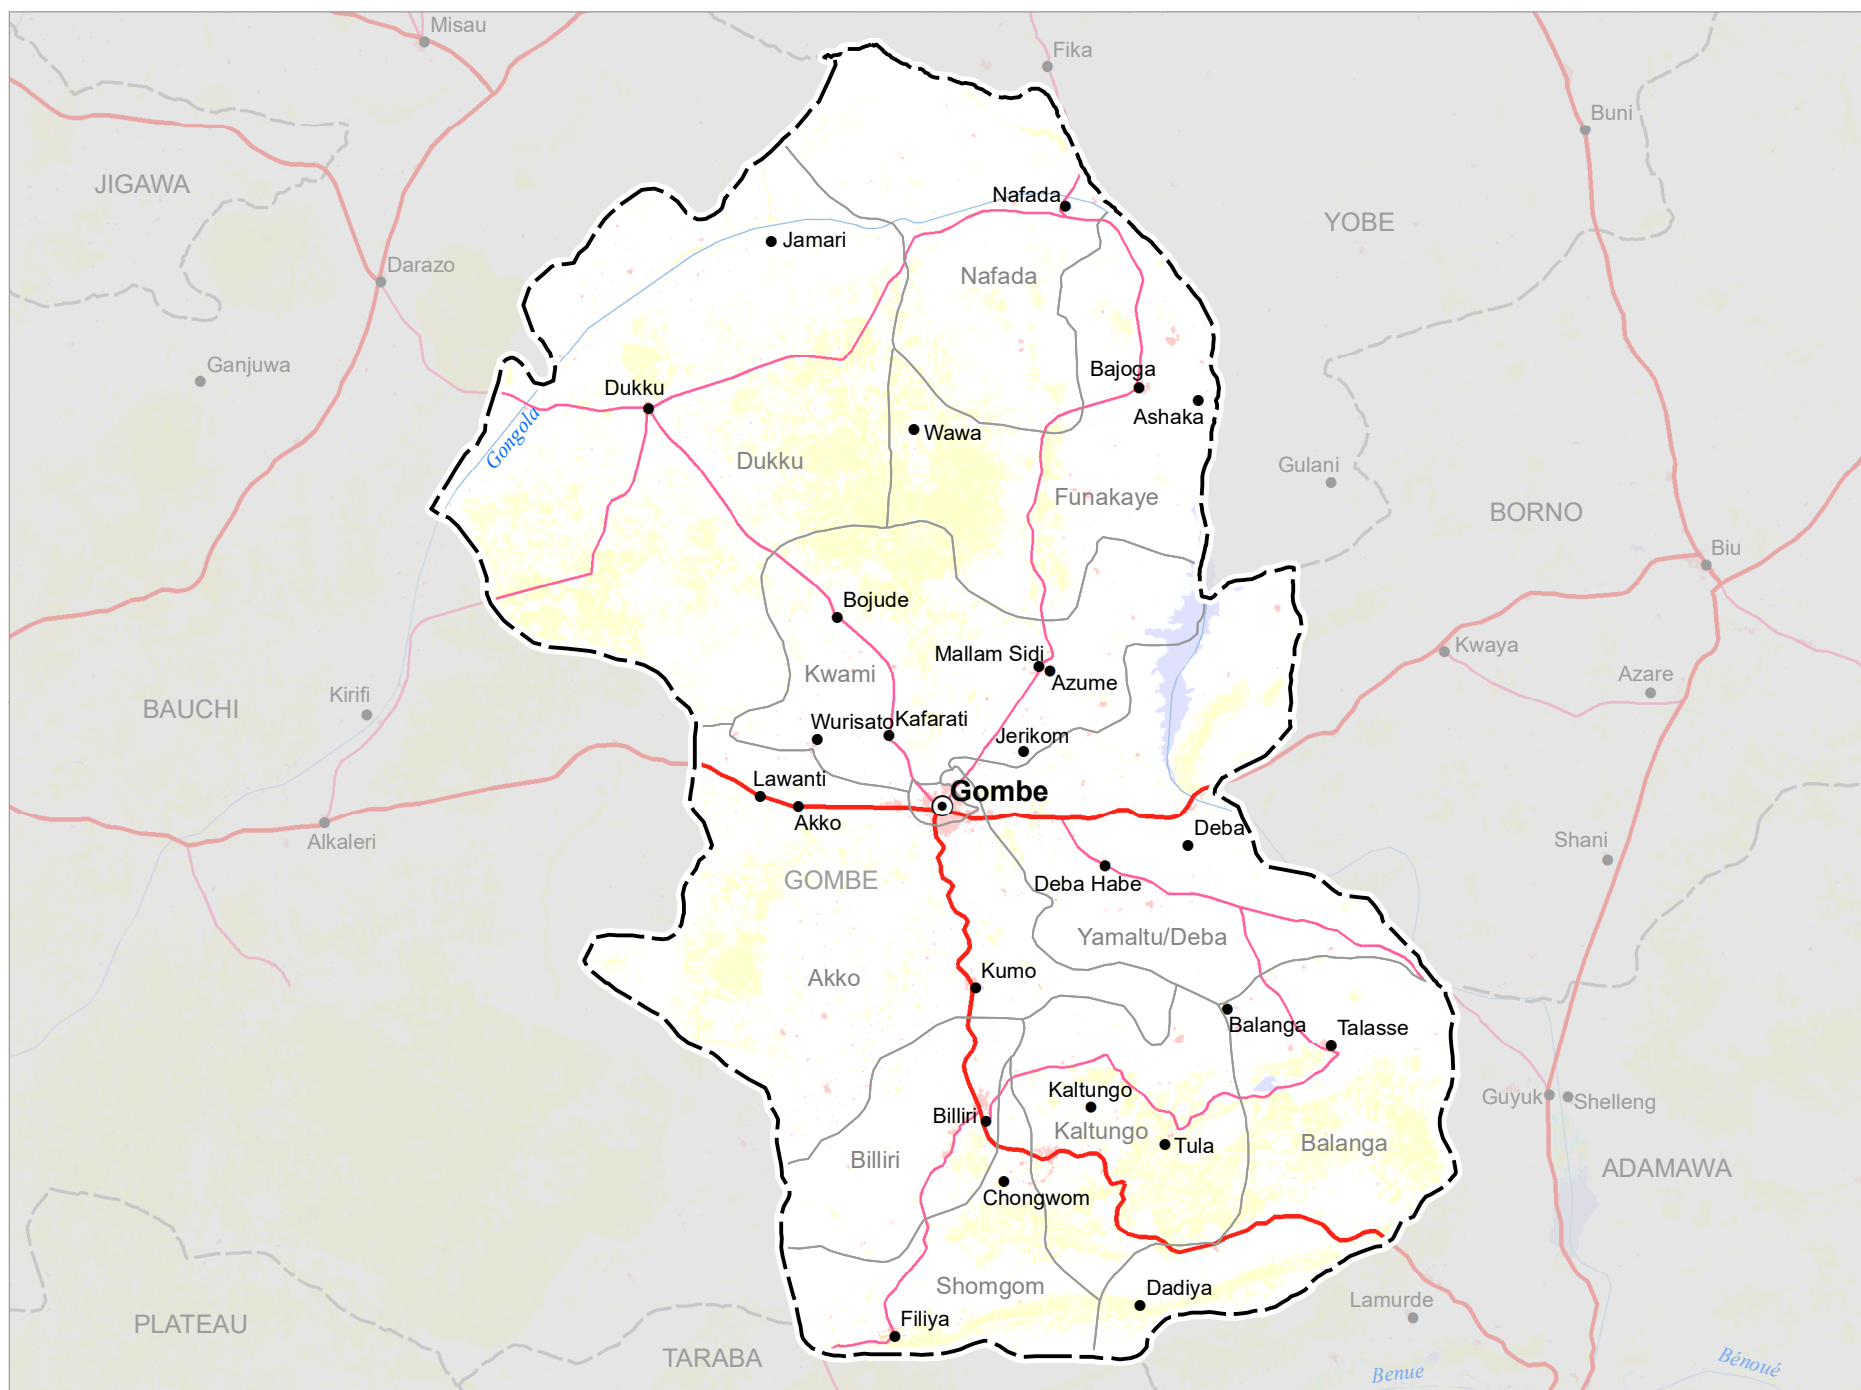 Misau
Fika
Buni
JIGAWA
Nafada
YOBE
Jamari
Darazo
Nafada
Ganjuwa
Bajoga
Dukku
Ashaka
Gongola
Wawa
Dukku
Gulani
Funakaye
BORNO
Biu
Bojude
Mallam Sidi
Kwaya
Kwami
Azume
Azare
Kirifi
BAUCHI
Wurisato
Kafarati
Jerikom
Lawanti
Gombe
Akko
Deba
Alkaleri
Shani
GOMBE
Deba Habe
Yamaltu/Deba
Akko
Kumo
Balanga
Talasse
Kaltungo
Guyuk
Shelleng
Billiri
Kaltungo
Tula
Balanga
Billiri
ADAMAWA
Chongwom
Shomgom
Dadiya
Lamurde
Filiya
PLATEAU
TARABA
Benue
Bénoué